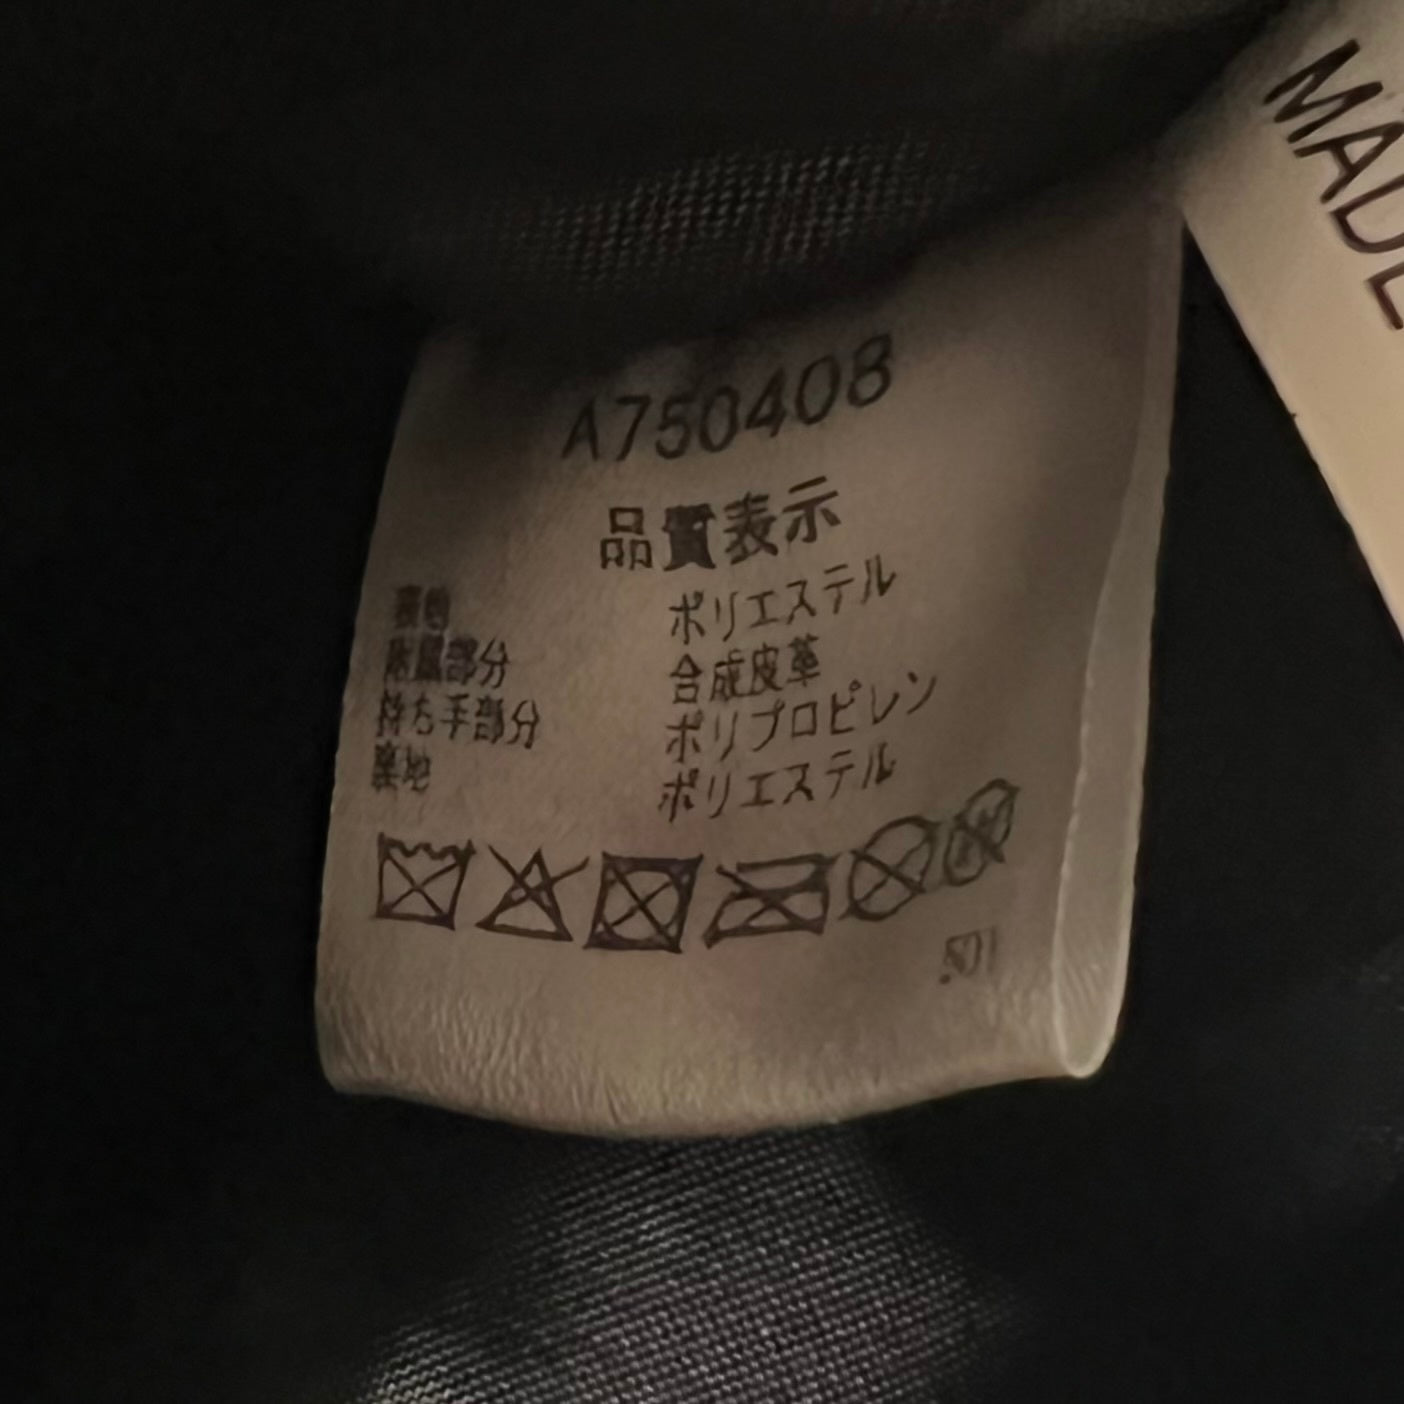 MADE
A750408
品質表示
表地 ポリエステル
附属部分 合成皮革
持ち手部分 ポリプロピレン
裏地 ポリエステル